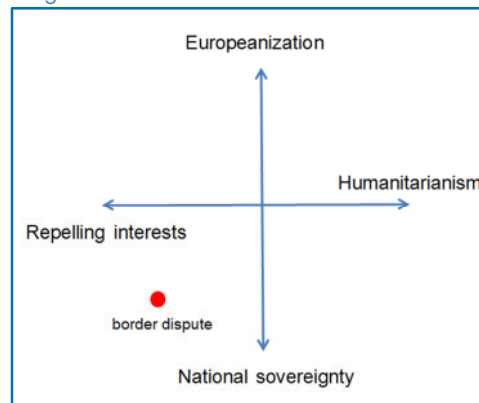 Europeanization
Humanitarianism
Repelling interests
border dispute
National sovereignty